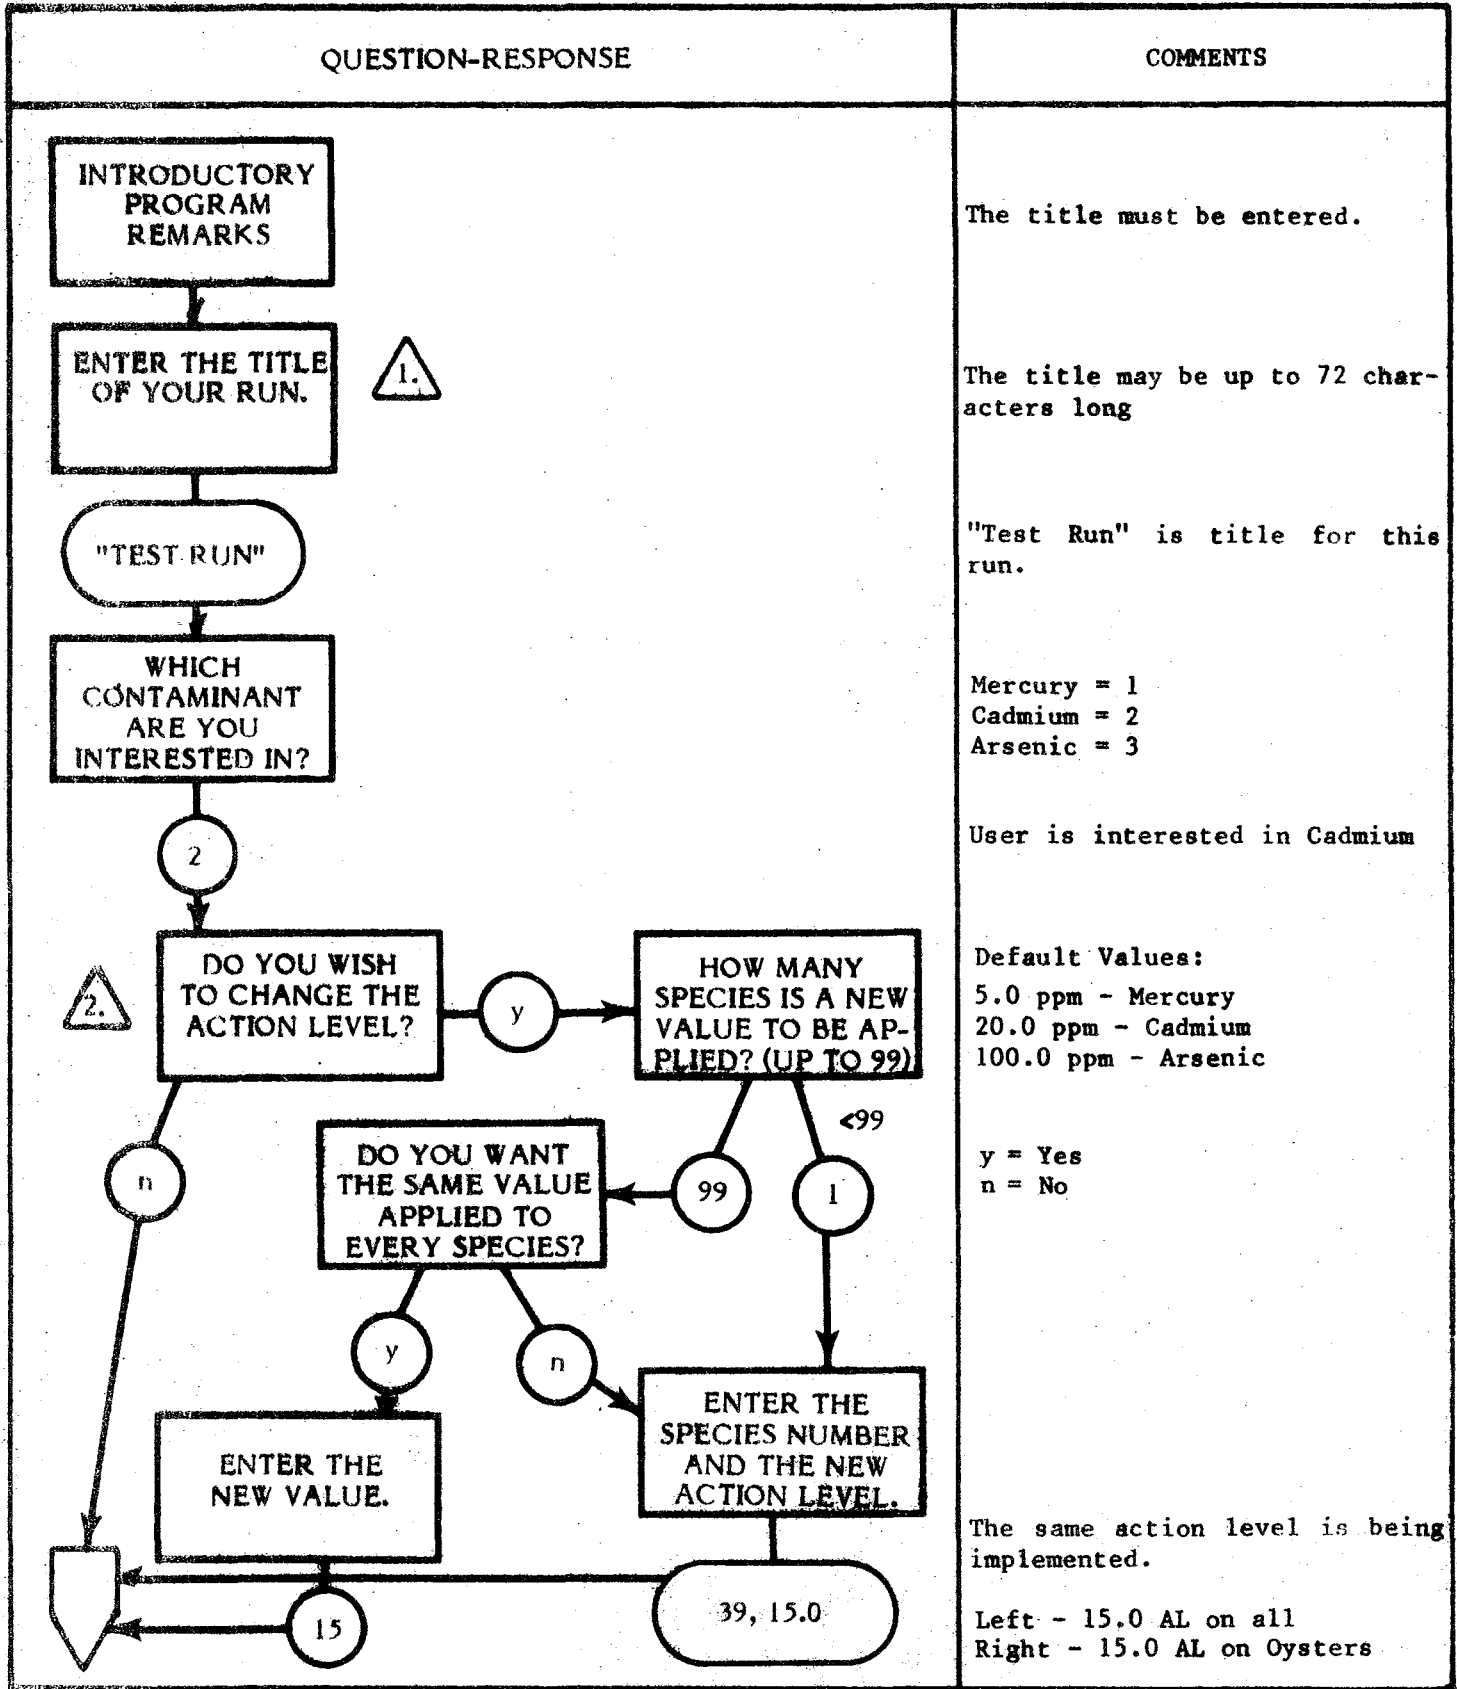 QUESTION-RESPONSE
COMMENTS
INTRODUCTORY
PROGRAM
REMARKS
The title must be entered.
ENTER THE TITLE
OF YOUR RUN.
1.
The title may be up to 72 char-
acters long
"TEST RUN"
"Test Run" is title for this
run.
WHICH
CONTAMINANT
ARE YOU
INTERESTED IN?
Mercury = 1
Cadmium = 2
Arsenic = 3
2
User is interested in Cadmium
2.
DO YOU WISH
TO CHANGE THE
ACTION LEVEL?
y
HOW MANY
SPECIES IS A NEW
VALUE TO BE AP-
PLIED? (UP TO 99)
Default Values:
5.0 ppm - Mercury
20.0 ppm - Cadmium
100.0 ppm - Arsenic
<99
n
DO YOU WANT
THE SAME VALUE
APPLIED TO
EVERY SPECIES?
99
1
y = Yes
n = No
y
n
ENTER THE
NEW VALUE.
ENTER THE
SPECIES NUMBER
AND THE NEW
ACTION LEVEL.
The same action level is being
implemented.
15
39, 15.0
Left - 15.0 AL on all
Right - 15.0 AL on Oysters